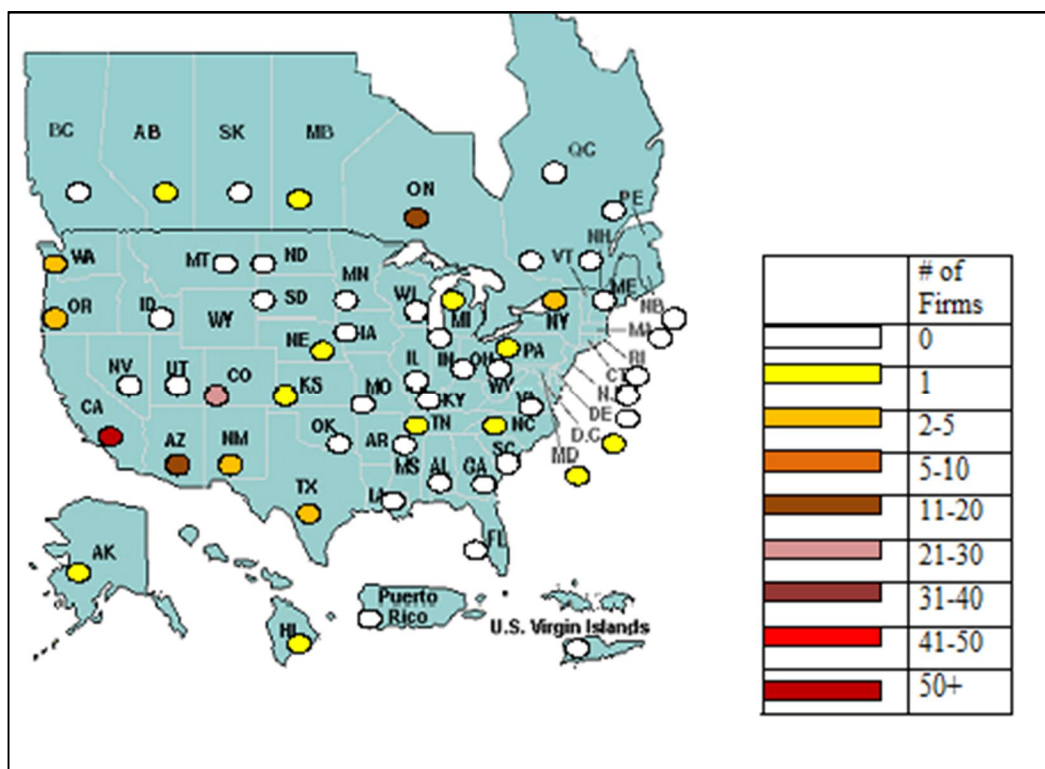 BC
AB
SK
MB
ON
QC
PE
NH
VT
WA
MT
ND
MN
ME
NB
OR
ID
WY
SD
WI
MI
NY
MA
RI
IA
NE
IN
OH
PA
CT
N.J
NV
UT
CO
KS
MO
IL
KY
WY
VA
DE
D.C
MD
CA
AZ
NM
OK
AR
TN
NC
SC
MS
AL
GA
TX
LA
FL
AK
HI
Puerto
Rico
U.S. Virgin Islands
# of
Firms
0
1
2-5
5-10
11-20
21-30
31-40
41-50
50+